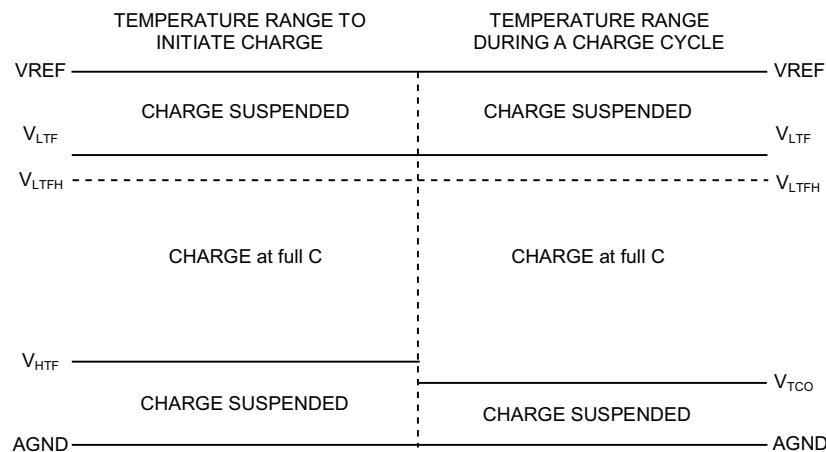 TEMPERATURE RANGE TO
INITIATE CHARGE
TEMPERATURE RANGE
DURING A CHARGE CYCLE
VREF
VREF
CHARGE SUSPENDED
CHARGE SUSPENDED
VLTF
VLTF
VLTFH
VLTFH
CHARGE at full C
CHARGE at full C
VHTF
VTCO
CHARGE SUSPENDED
CHARGE SUSPENDED
AGND
AGND